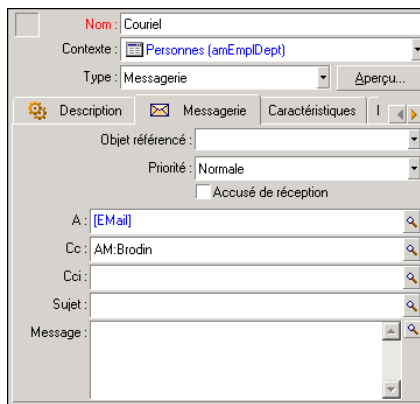 Nom : Couriel
Contexte : Personnes (amEmplDept)
Type : Messagerie Aperçu...
Description Messagerie Caractéristiques
Objet référencé :
Priorité : Normale
Accusé de réception
A : [EMail]
Cc : AM:Brodin
Cci :
Sujet :
Message :